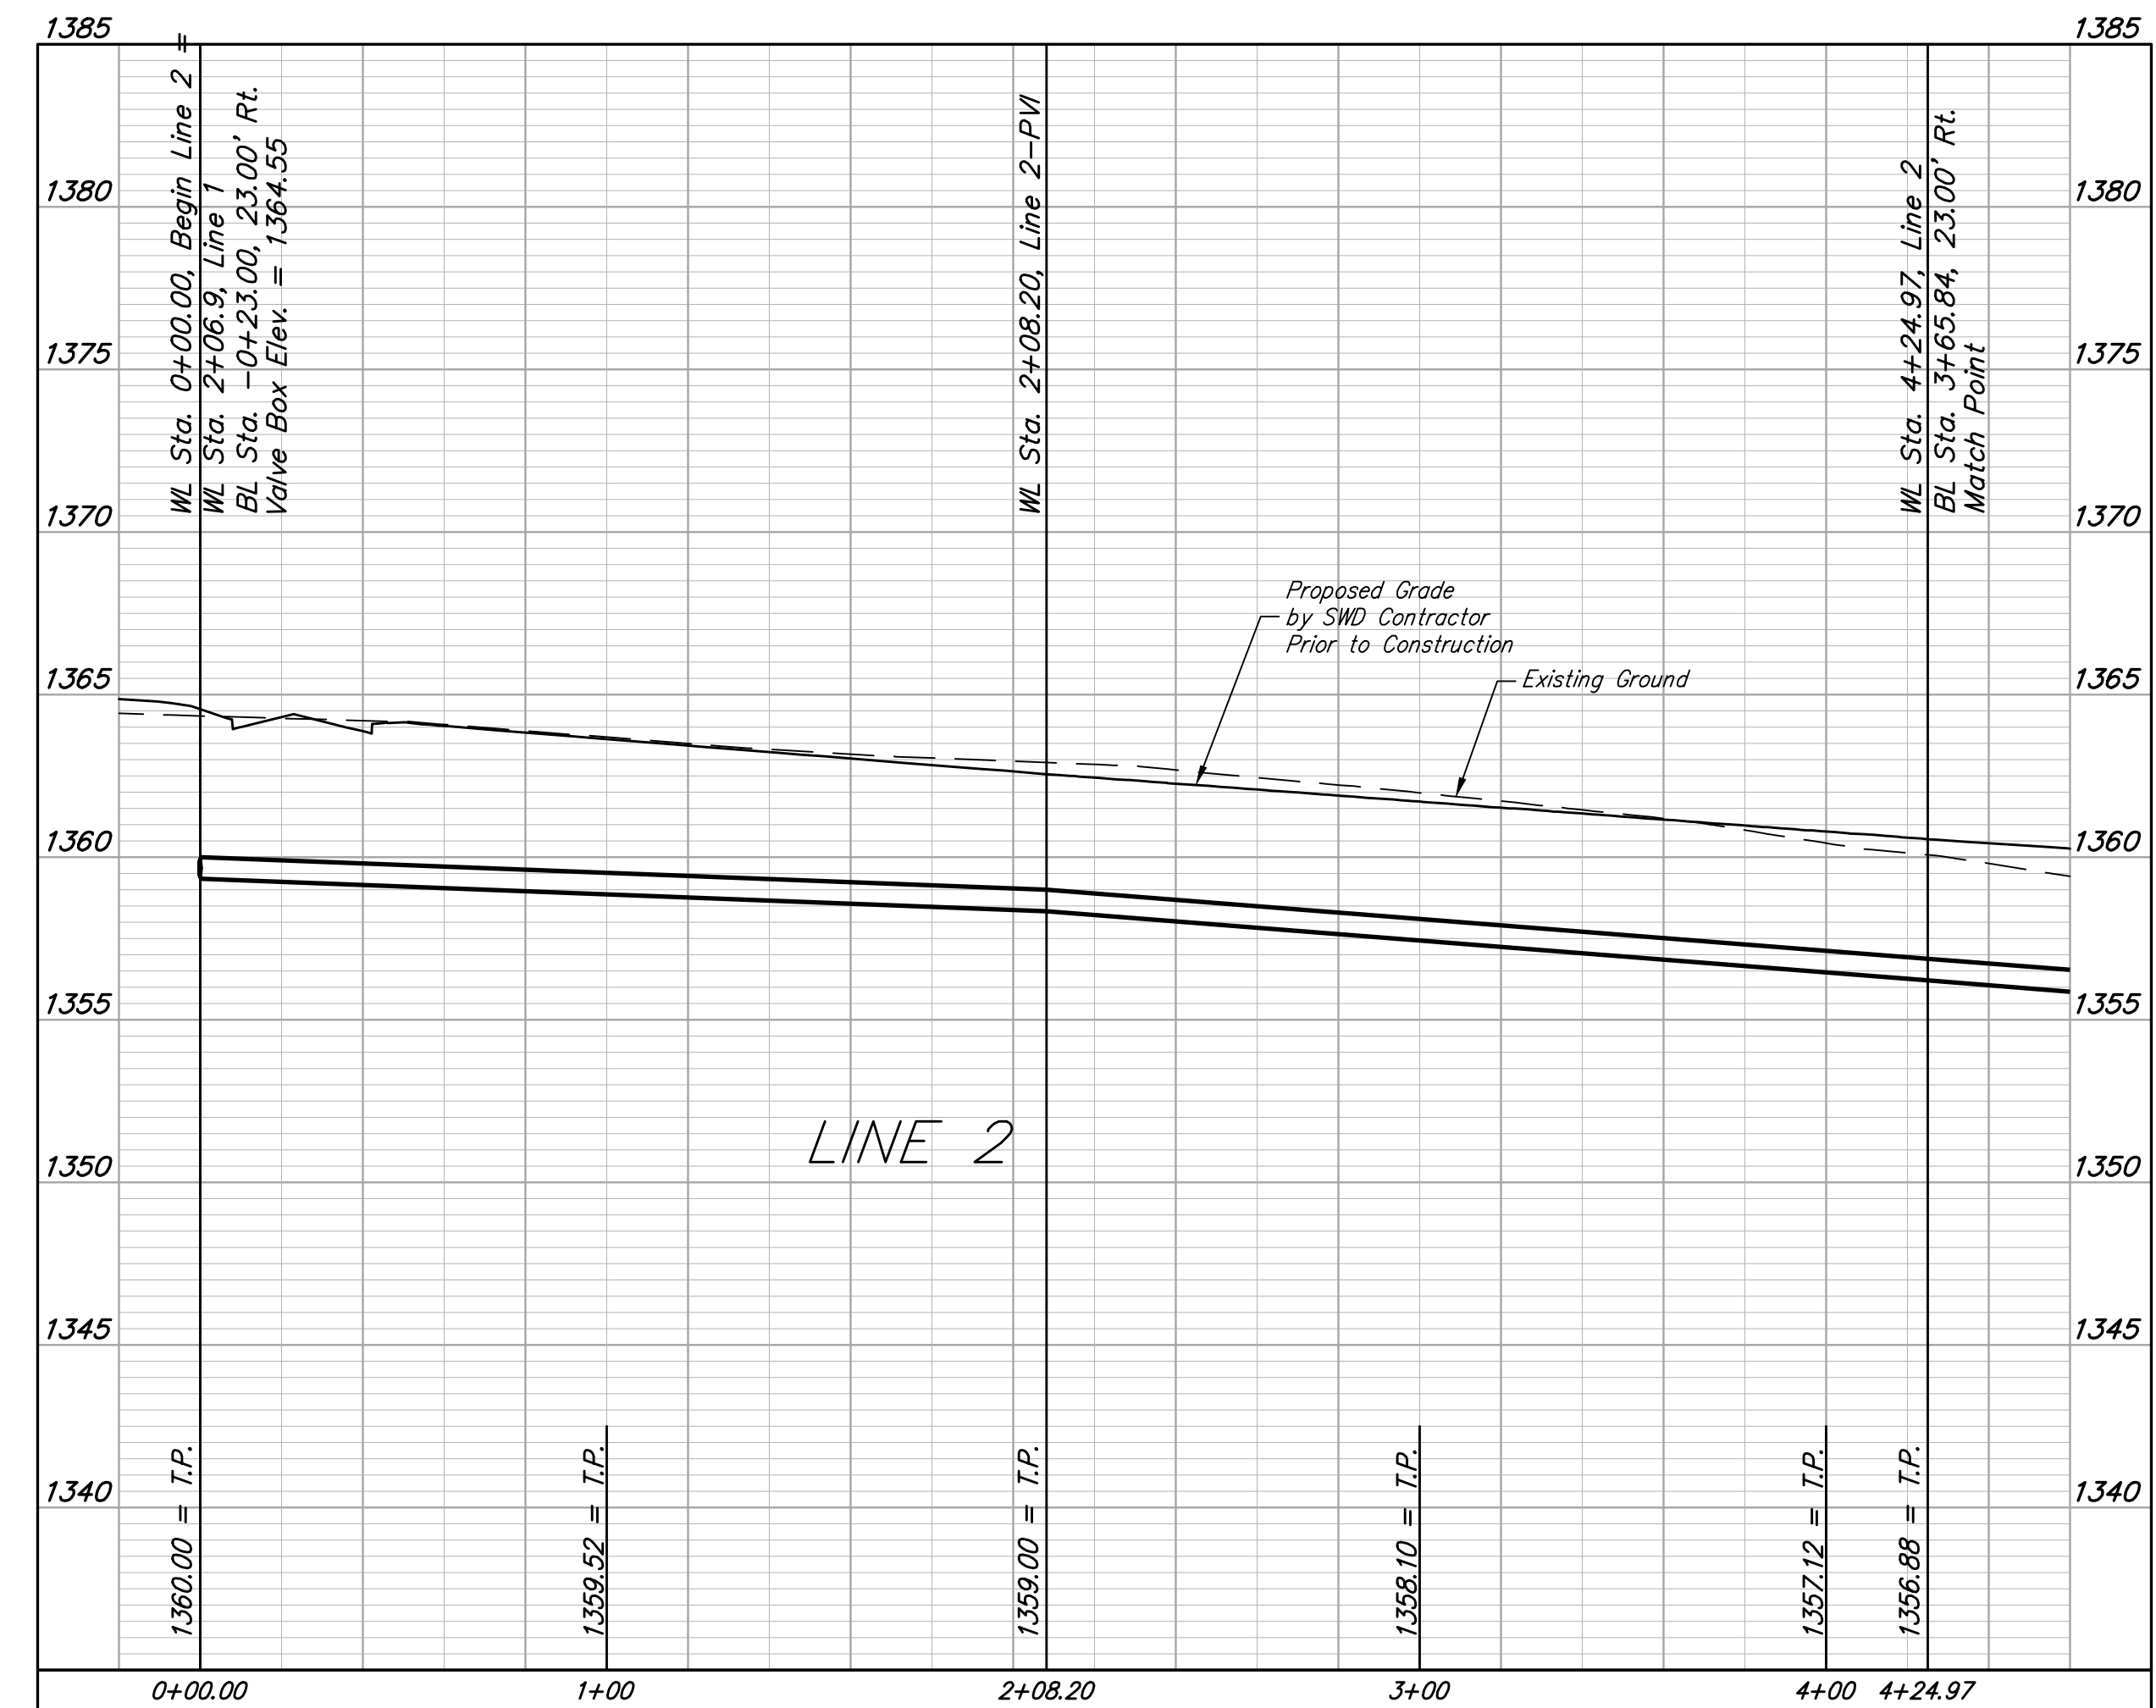 1385
1385
WL Sta. 0+00.00, Begin Line 2 =
WL Sta. 2+06.9, Line 1
BL Sta. -0+23.00, 23.00' Rt.
Valve Box Elev. = 1364.55
WL Sta. 2+08.20, Line 2-PVI
WL Sta. 4+24.97, Line 2
BL Sta. 3+65.84, 23.00' Rt.
Match Point
1380
1380
1375
1375
1370
1370
Proposed Grade
by SWD Contractor
Prior to Construction
Existing Ground
1365
1365
1360
1360
1355
1355
LINE 2
1350
1350
1345
1345
1340
1340
1360.00 = T.P.
1359.52 = T.P.
1359.00 = T.P.
1358.10 = T.P.
1357.12 = T.P.
1356.88 = T.P.
0+00.00
1+00
2+08.20
3+00
4+00
4+24.97